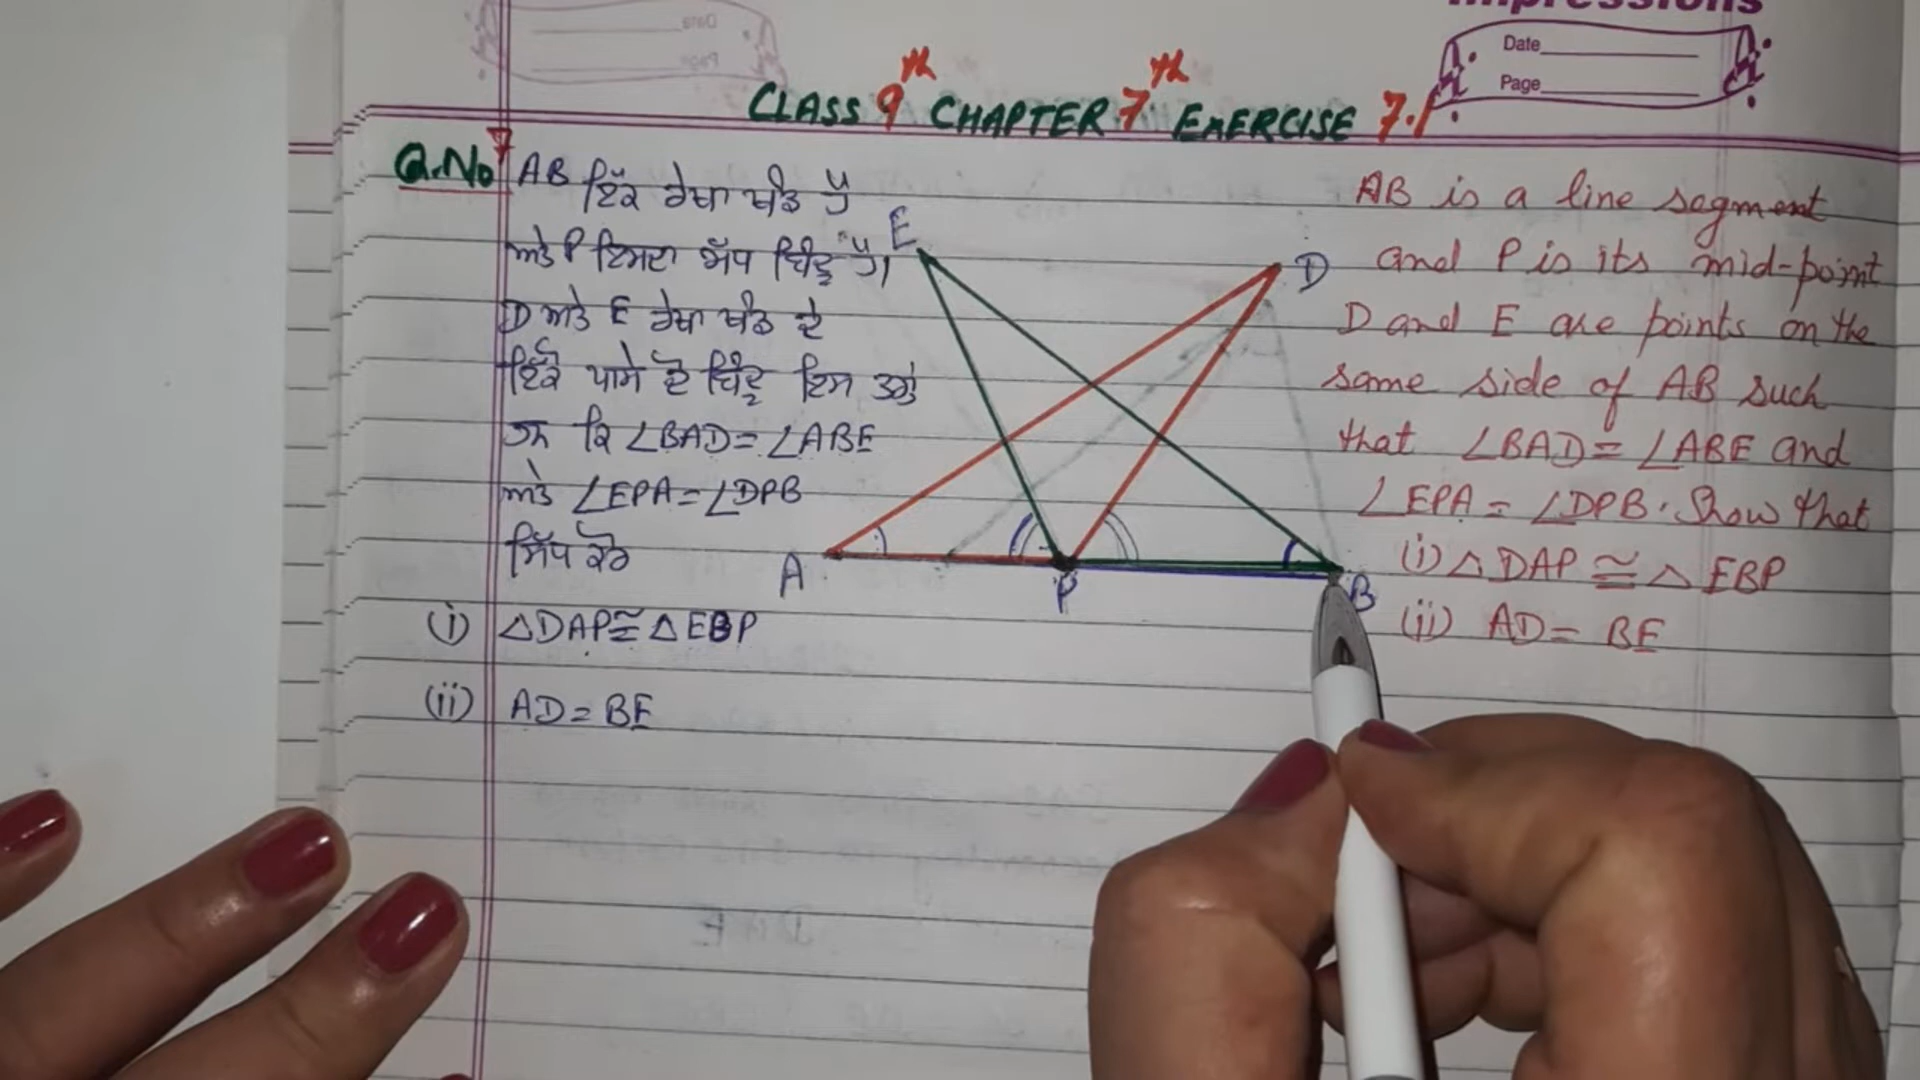 Impressions
Date
Page
CLASS 9th CHAPTER 7th EXERCISE 7.1
Q.No 7
AB ਇੱਕ ਰੇਖਾ ਖੰਡ ਹੈ
ਅਤੇ P ਇਸਦਾ ਮੱਧ ਬਿੰਦੂ ਹੈ।
D ਅਤੇ E ਰੇਖਾ ਖੰਡ ਦੇ
ਇੱਕੋ ਪਾਸੇ ਦੋ ਬਿੰਦੂ ਇਸ ਤਰ੍ਹਾਂ
ਹਨ ਕਿ ∠BAD = ∠ABE
ਅਤੇ ∠EPA = ∠DPB
ਸਿੱਧ ਕਰੋ
(i) △DAP ≅ △EBP
(ii) AD = BE
E
D
A
P
B
AB is a line segment
and P is its mid-point
D and E are points on the
same side of AB such
that ∠BAD = ∠ABE and
∠EPA = ∠DPB. Show that
(i) △DAP ≅ △EBP
(ii) AD = BE